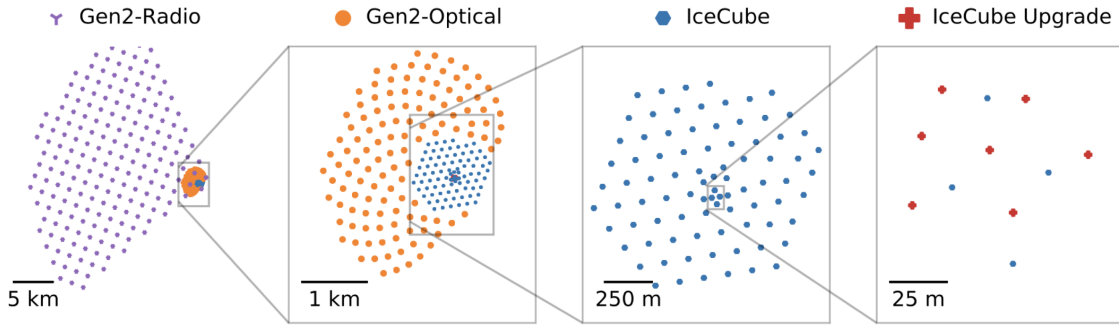 Gen2-Radio
Gen2-Optical
IceCube
IceCube Upgrade
5 km
1 km
250 m
25 m